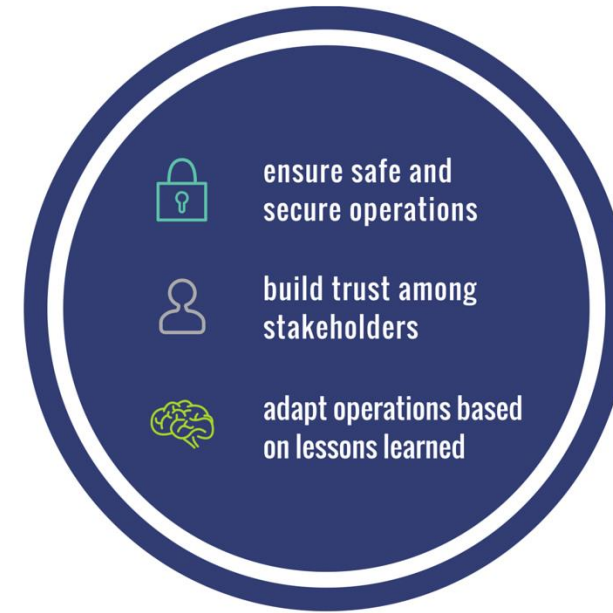 ensure safe and
secure operations
build trust among
stakeholders
adapt operations based
on lessons learned